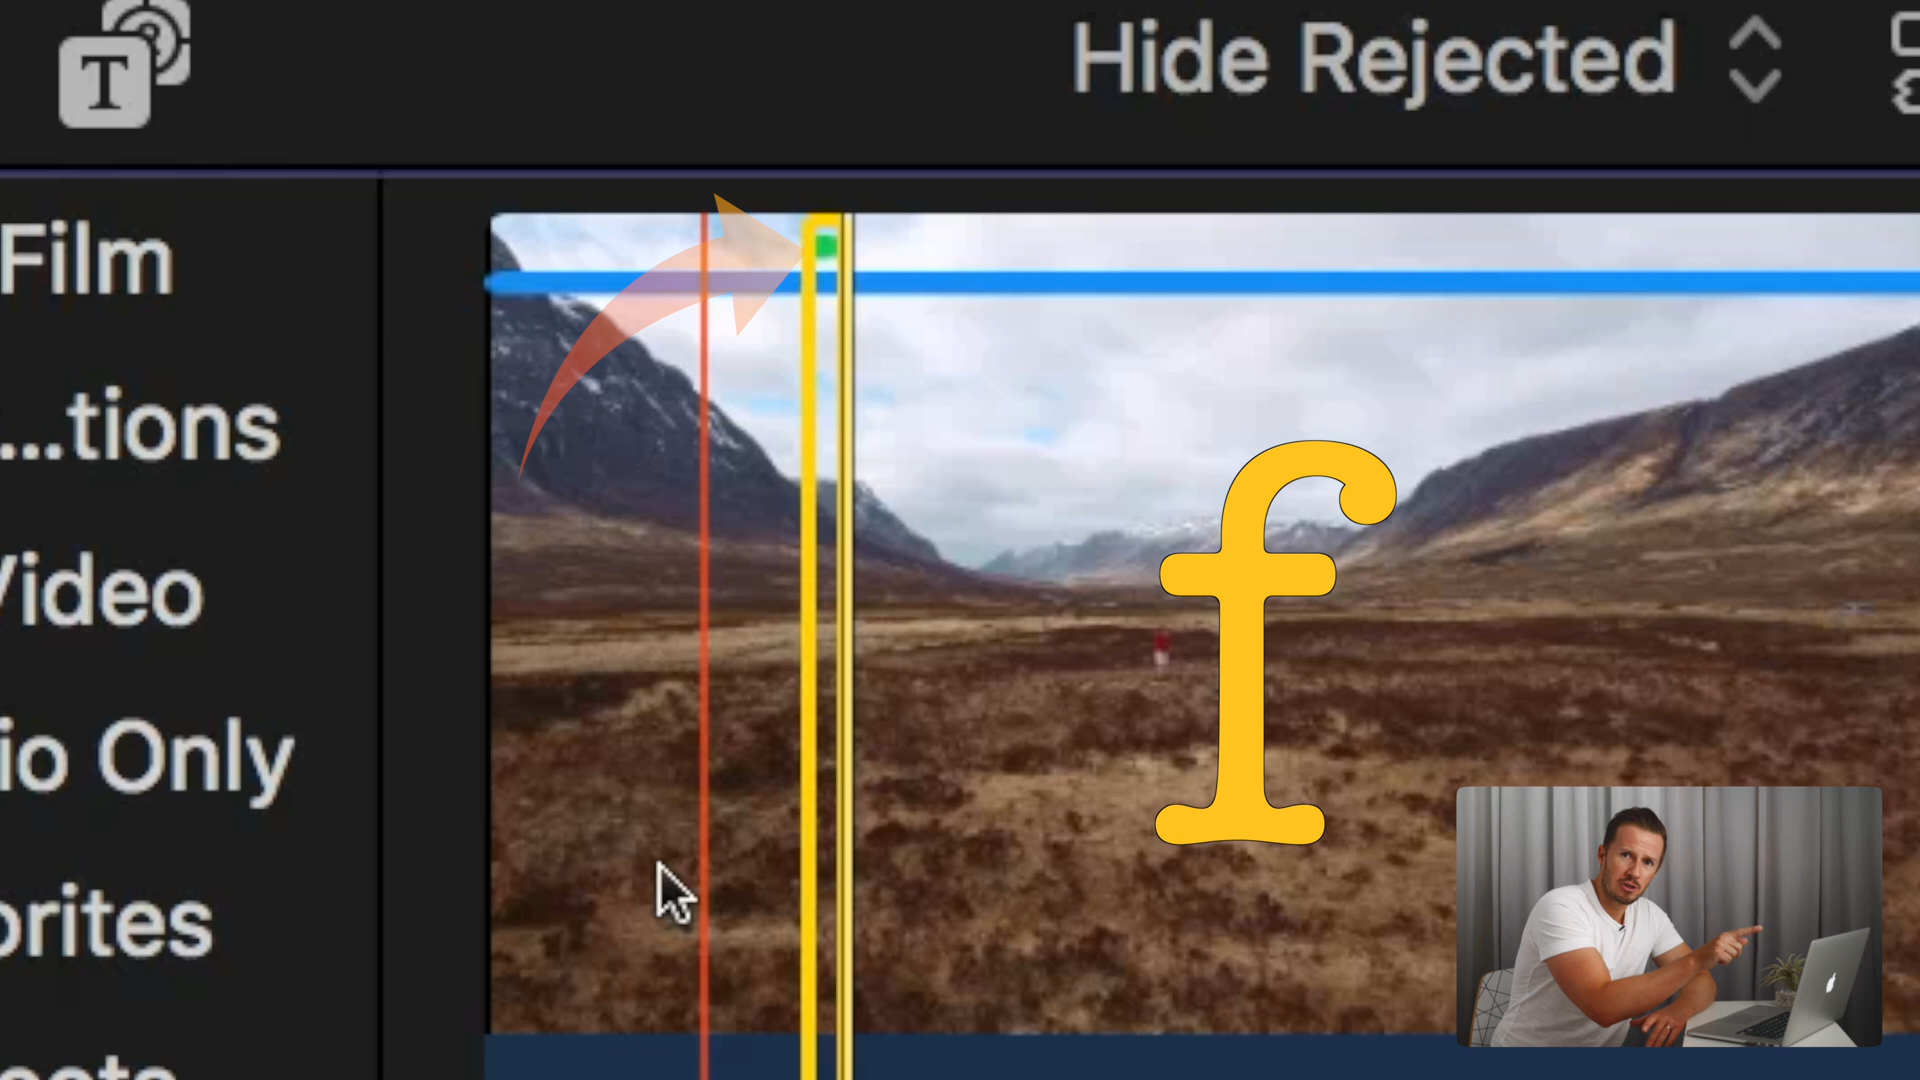 T
Hide Rejected
Film
...tions
Video
io Only
orites
f